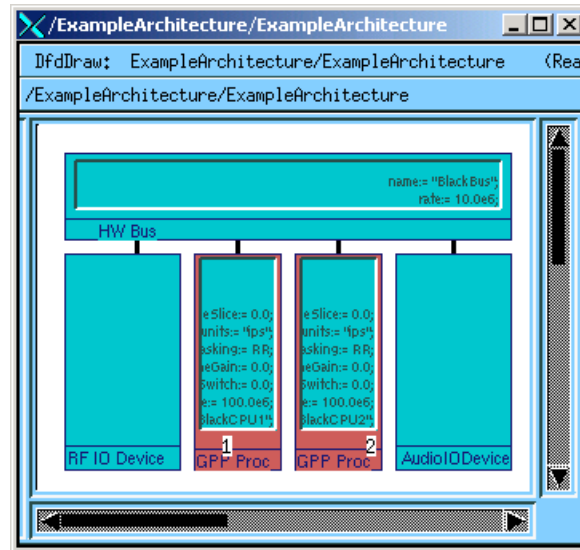 /ExampleArchitecture/ExampleArchitecture
DfdDraw: ExampleArchitecture/ExampleArchitecture (Rea
/ExampleArchitecture/ExampleArchitecture
name:= "BlackBus";
rate:= 10.0e6;
HW Bus
eSlice:= 0.0;
units:= "ips";
asking:= RR;
neGain:= 0.0;
Switch:= 0.0;
e:= 100.0e6;
BlackCPU1";
eSlice:= 0.0;
units:= "ips";
asking:= RR;
neGain:= 0.0;
Switch:= 0.0;
e:= 100.0e6;
BlackCPU2";
1
2
RF IO Device
GPP Proc
GPP Proc
AudioIODevice